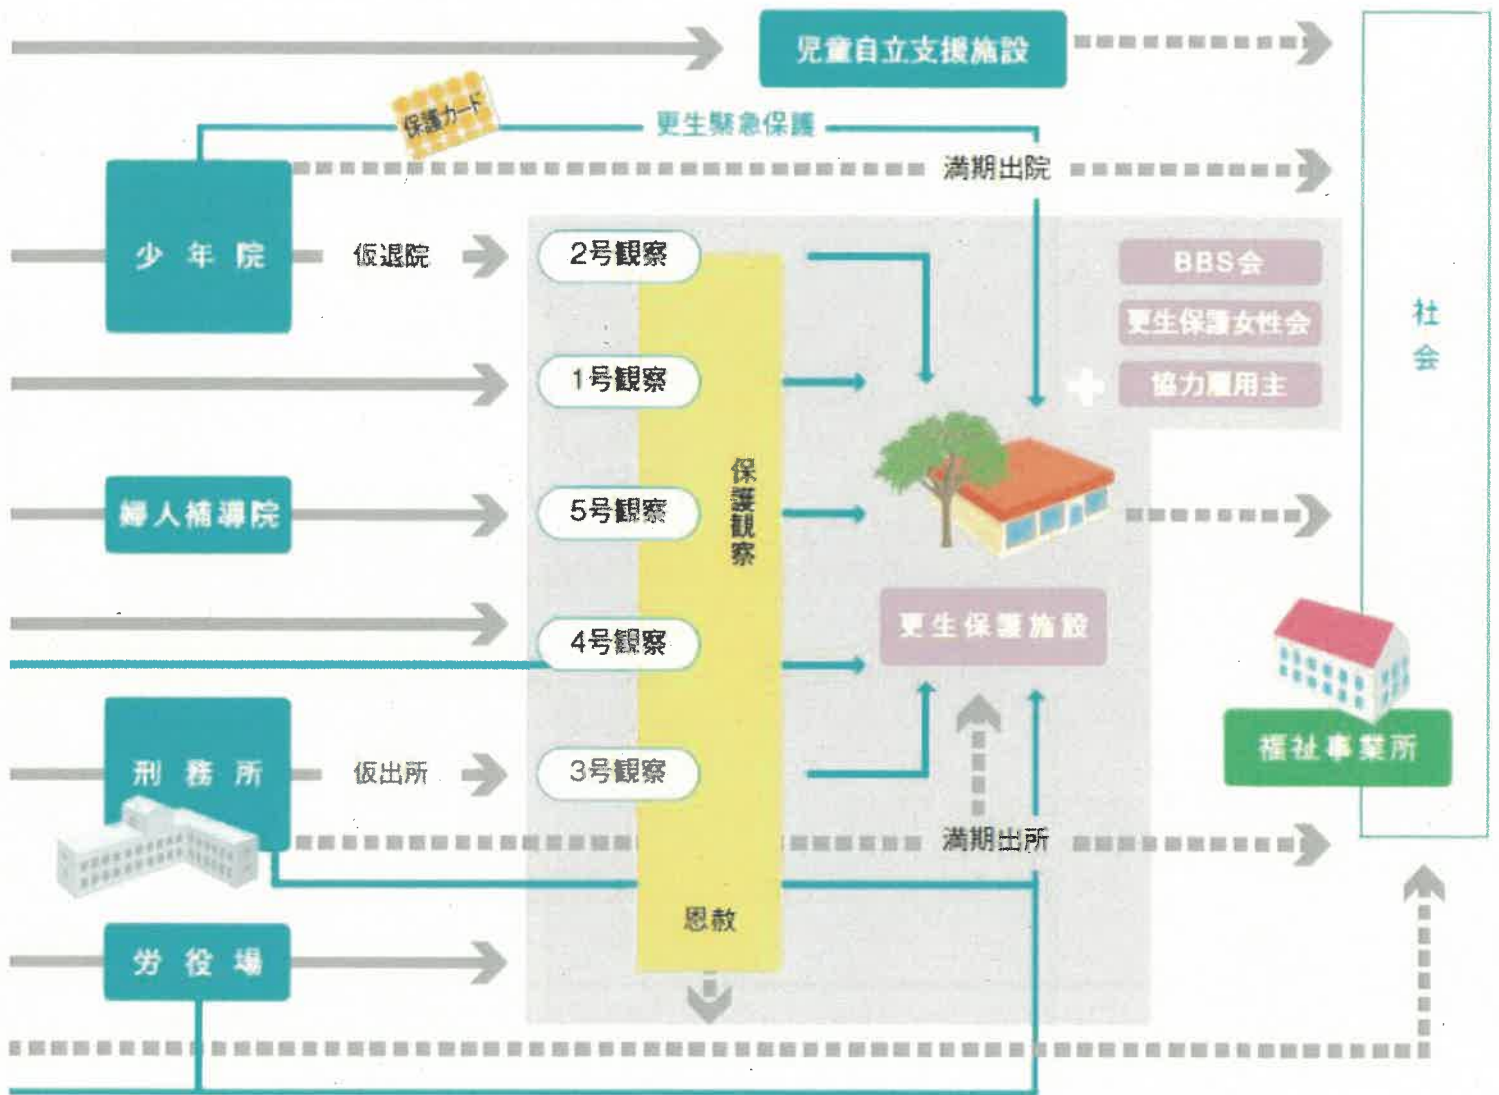 児童自立支援施設
保護カード
更生緊急保護
満期出院
少年院
仮退院
2号観察
BBS会
更生保護女性会
協力雇用主
社会
1号観察
保護観察
婦人補導院
5号観察
4号観察
更生保護施設
福祉事業所
刑務所
仮出所
3号観察
満期出所
恩赦
労役場